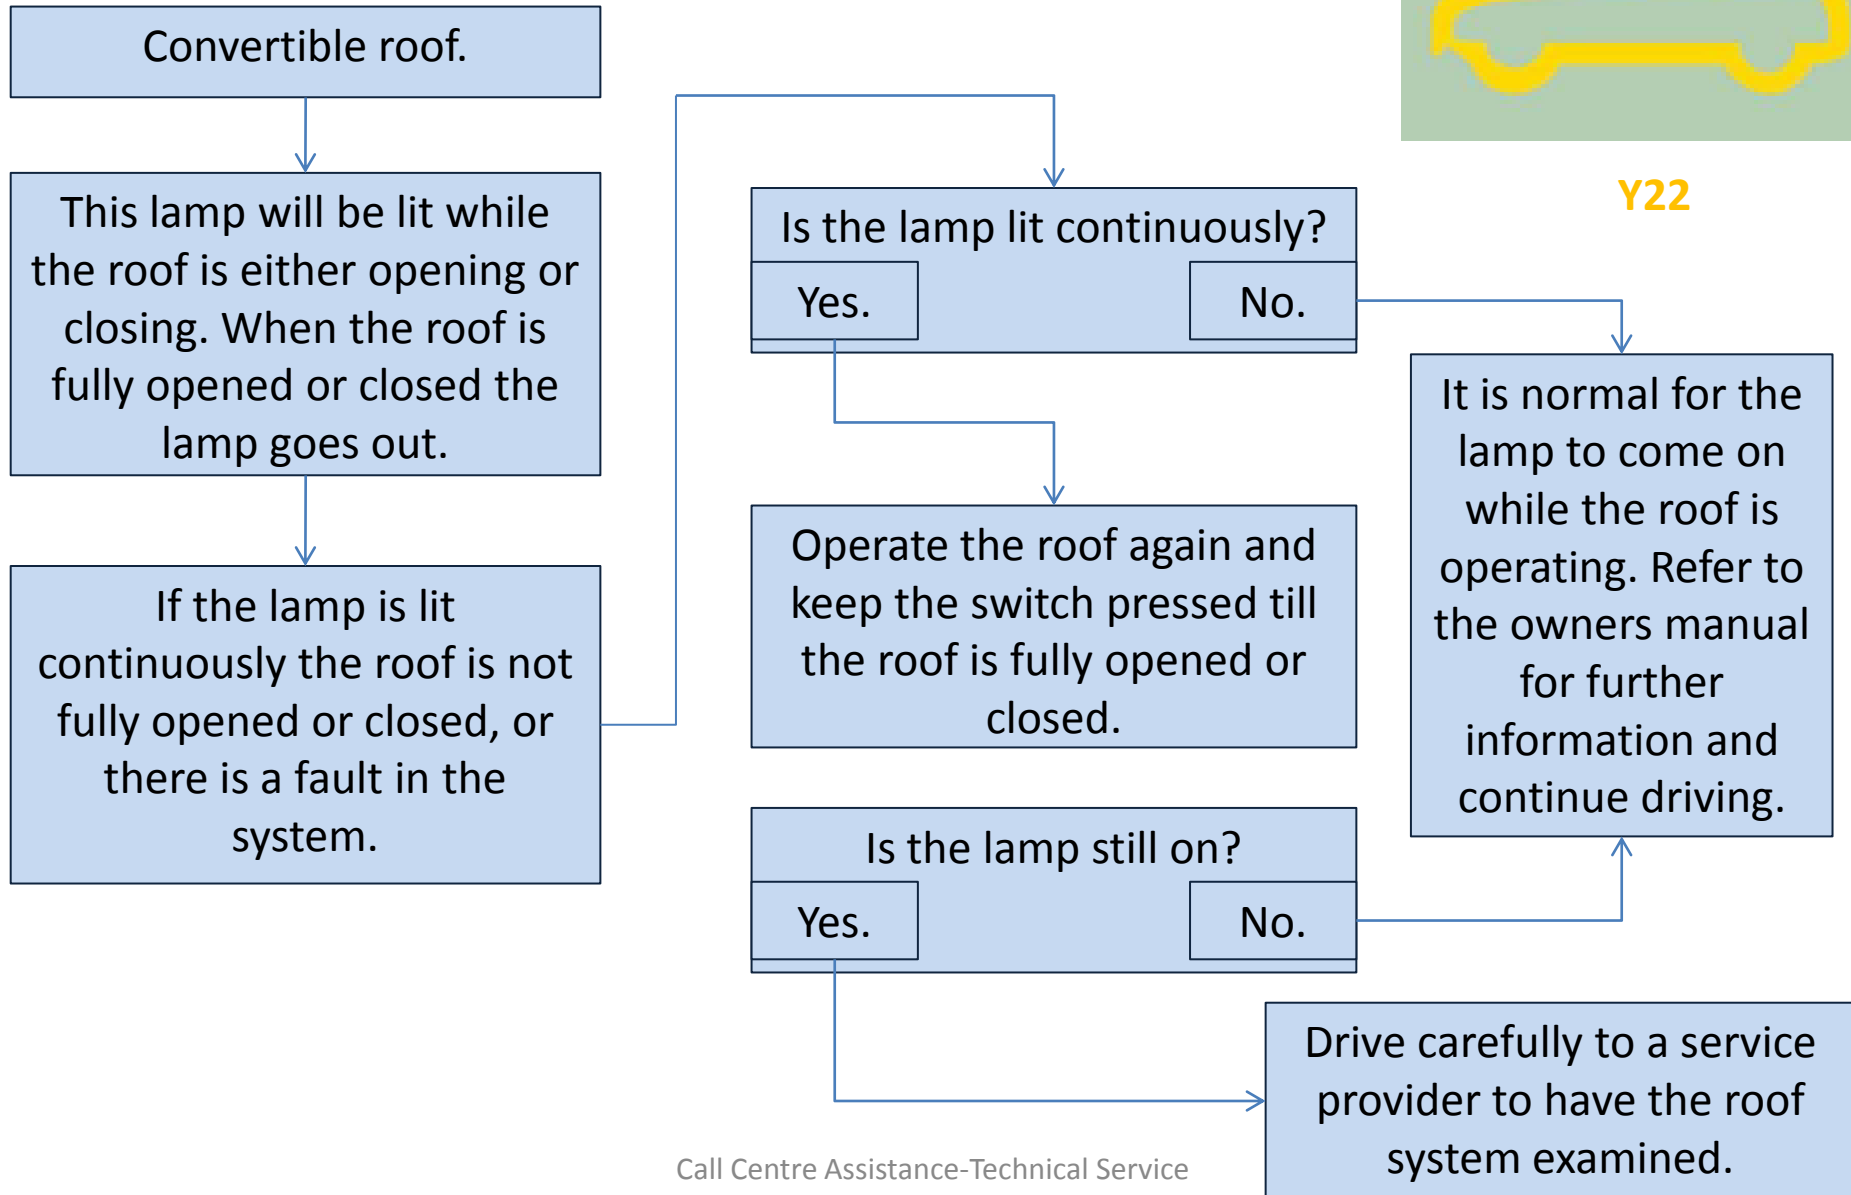 Convertible roof.
This lamp will be lit while
the roof is either opening or
closing. When the roof is
fully opened or closed the
lamp goes out.
If the lamp is lit
continuously the roof is not
fully opened or closed, or
there is a fault in the
system.
Y22
Is the lamp lit continuously?
Yes.
No.
Operate the roof again and
keep the switch pressed till
the roof is fully opened or
closed.
It is normal for the
lamp to come on
while the roof is
operating. Refer to
the owners manual
for further
information and
continue driving.
Is the lamp still on?
Yes.
No.
Drive carefully to a service
provider to have the roof
system examined.
Call Centre Assistance-Technical Service